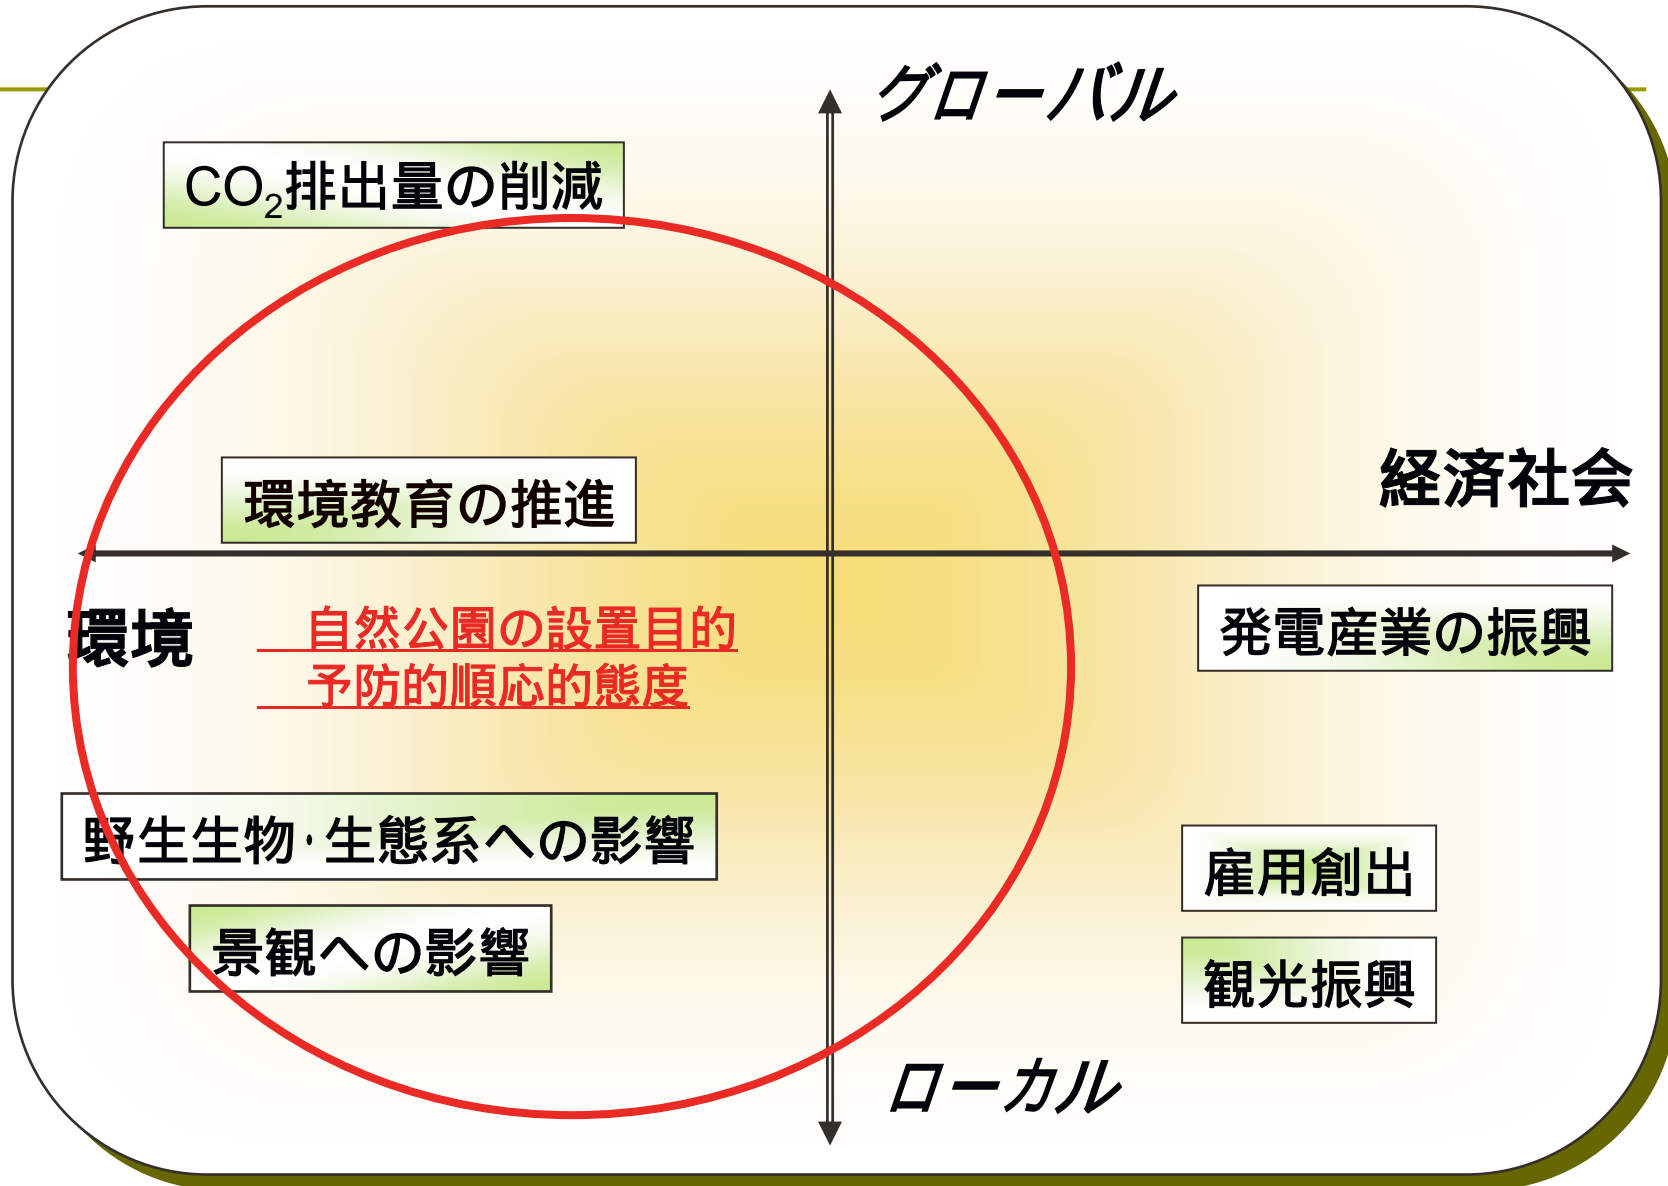 グローバル
CO₂排出量の削減
経済社会
環境教育の推進
環境
自然公園の設置目的
予防的順応的態度
発電産業の振興
野生生物・生態系への影響
雇用創出
景観への影響
観光振興
ローカル